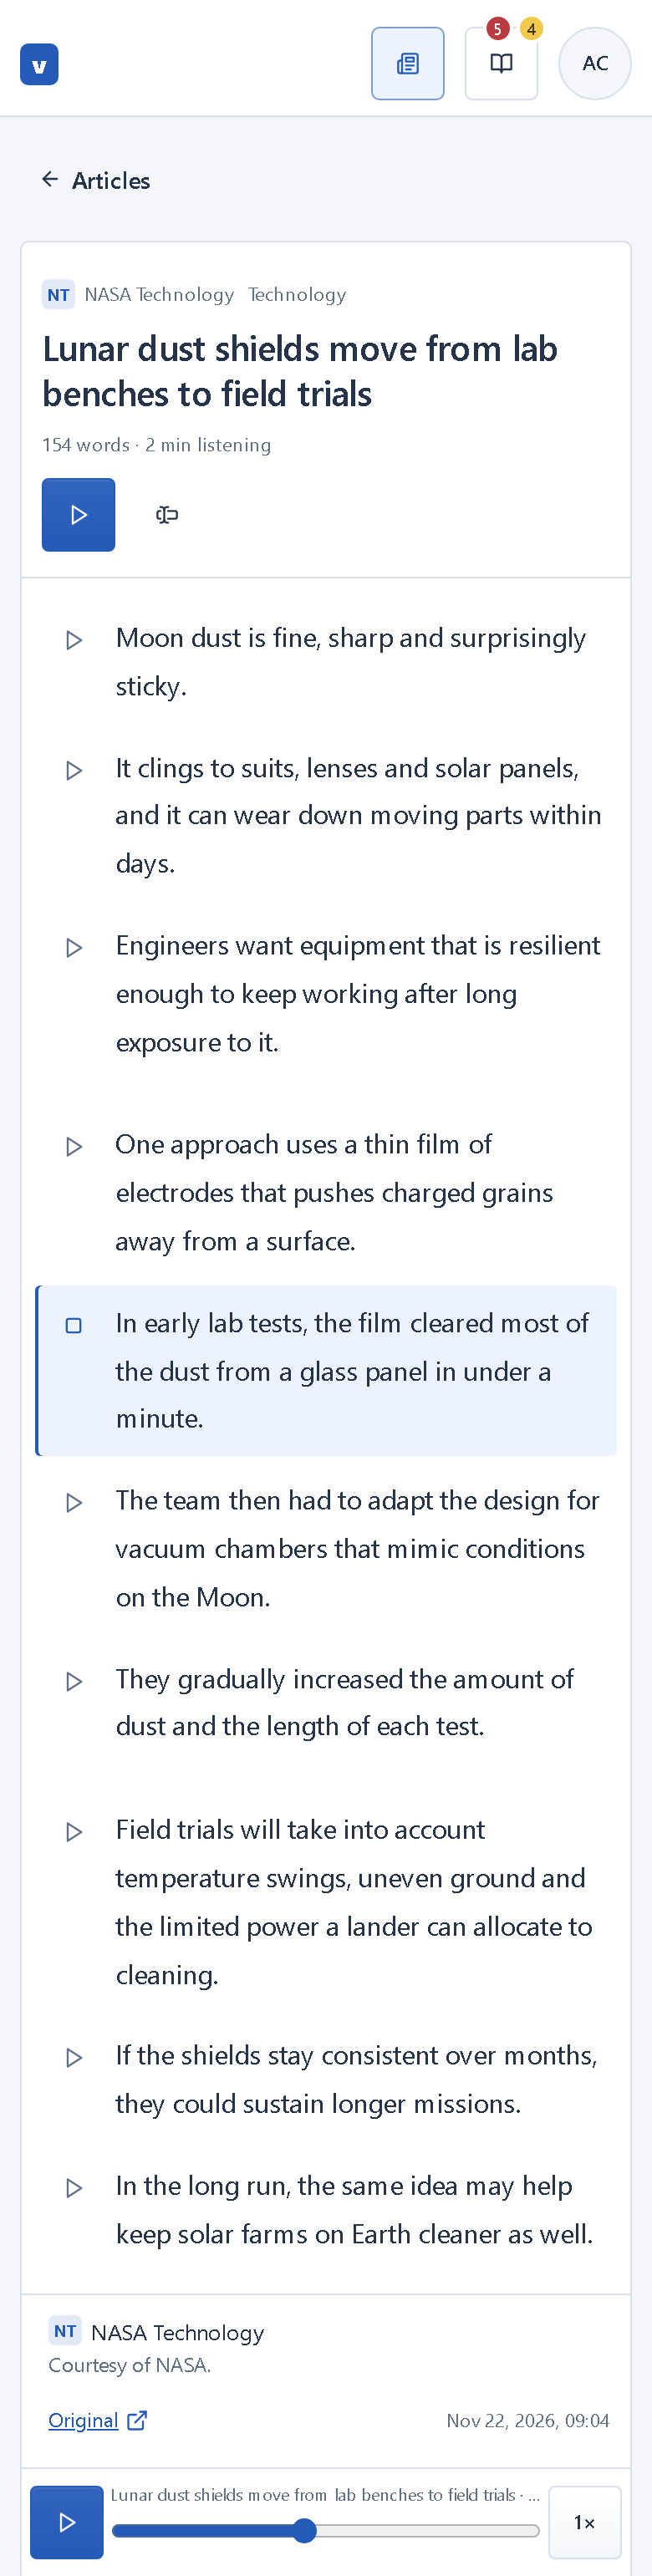 v
5
4
AC
Articles
NT NASA Technology Technology
Lunar dust shields move from lab
benches to field trials
154 words · 2 min listening
Moon dust is fine, sharp and surprisingly
sticky.
It clings to suits, lenses and solar panels,
and it can wear down moving parts within
days.
Engineers want equipment that is resilient
enough to keep working after long
exposure to it.
One approach uses a thin film of
electrodes that pushes charged grains
away from a surface.
In early lab tests, the film cleared most of
the dust from a glass panel in under a
minute.
The team then had to adapt the design for
vacuum chambers that mimic conditions
on the Moon.
They gradually increased the amount of
dust and the length of each test.
Field trials will take into account
temperature swings, uneven ground and
the limited power a lander can allocate to
cleaning.
If the shields stay consistent over months,
they could sustain longer missions.
In the long run, the same idea may help
keep solar farms on Earth cleaner as well.
NT NASA Technology
Courtesy of NASA.
Original
Nov 22, 2026, 09:04
Lunar dust shields move from lab benches to field trials · ...
1×